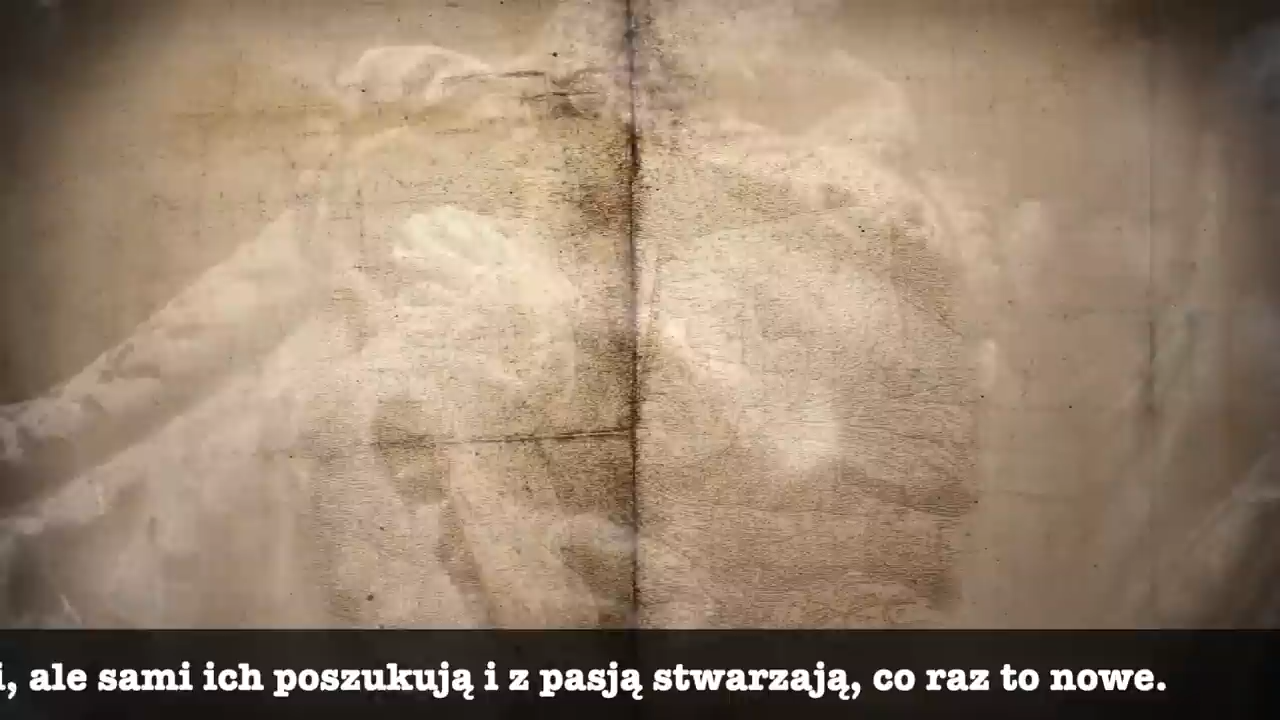 , ale sami ich poszukują i z pasją stwarzają, co raz to nowe.